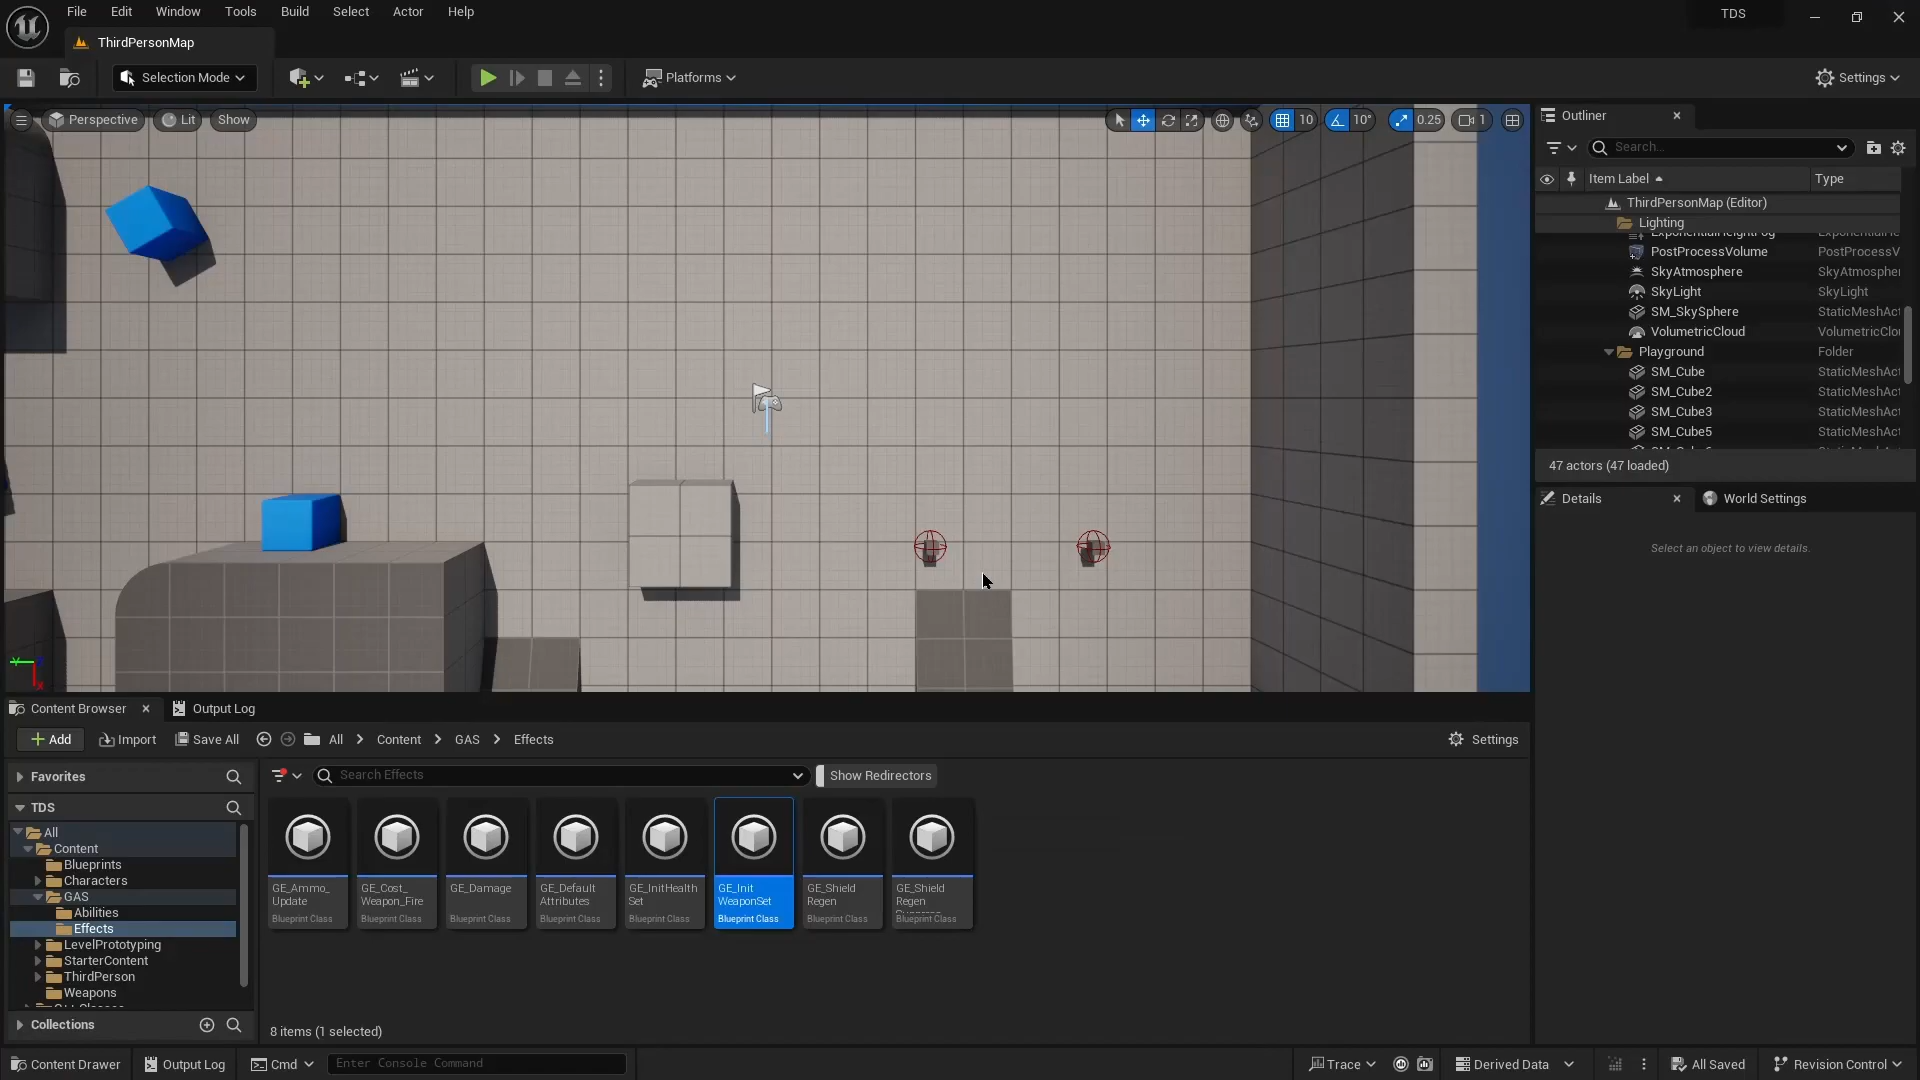 File Edit Window Tools Build Select Actor Help
TDS
ThirdPersonMap
Selection Mode
Platforms
Settings
Perspective
Lit
Show
10
10°
0.25
1
Outliner
Search...
Item Label
Type
ThirdPersonMap (Editor)
Lighting
PostProcessVolume PostProcessV
SkyAtmosphere SkyAtmospher
SkyLight SkyLight
SM_SkySphere StaticMeshAct
VolumetricCloud VolumetricClou
Playground Folder
SM_Cube StaticMeshAct
SM_Cube2 StaticMeshAct
SM_Cube3 StaticMeshAct
SM_Cube5 StaticMeshAct
47 actors (47 loaded)
Details
World Settings
Select an object to view details.
Content Browser
Output Log
Add
Import
Save All
All
Content
GAS
Effects
Settings
Favorites
TDS
All
Content
Blueprints
Characters
GAS
Abilities
Effects
LevelPrototyping
StarterContent
ThirdPerson
Weapons
Collections
Search Effects
Show Redirectors
GE_Ammo_
Update
Blueprint Class
GE_Cost_
Weapon_Fire
Blueprint Class
GE_Damage
Blueprint Class
GE_Default
Attributes
Blueprint Class
GE_InitHealth
Set
Blueprint Class
GE_Init
WeaponSet
Blueprint Class
GE_Shield
Regen
Blueprint Class
GE_Shield
Regen
Blueprint Class
8 items (1 selected)
Content Drawer
Output Log
Cmd
Enter Console Command
Trace
Derived Data
All Saved
Revision Control